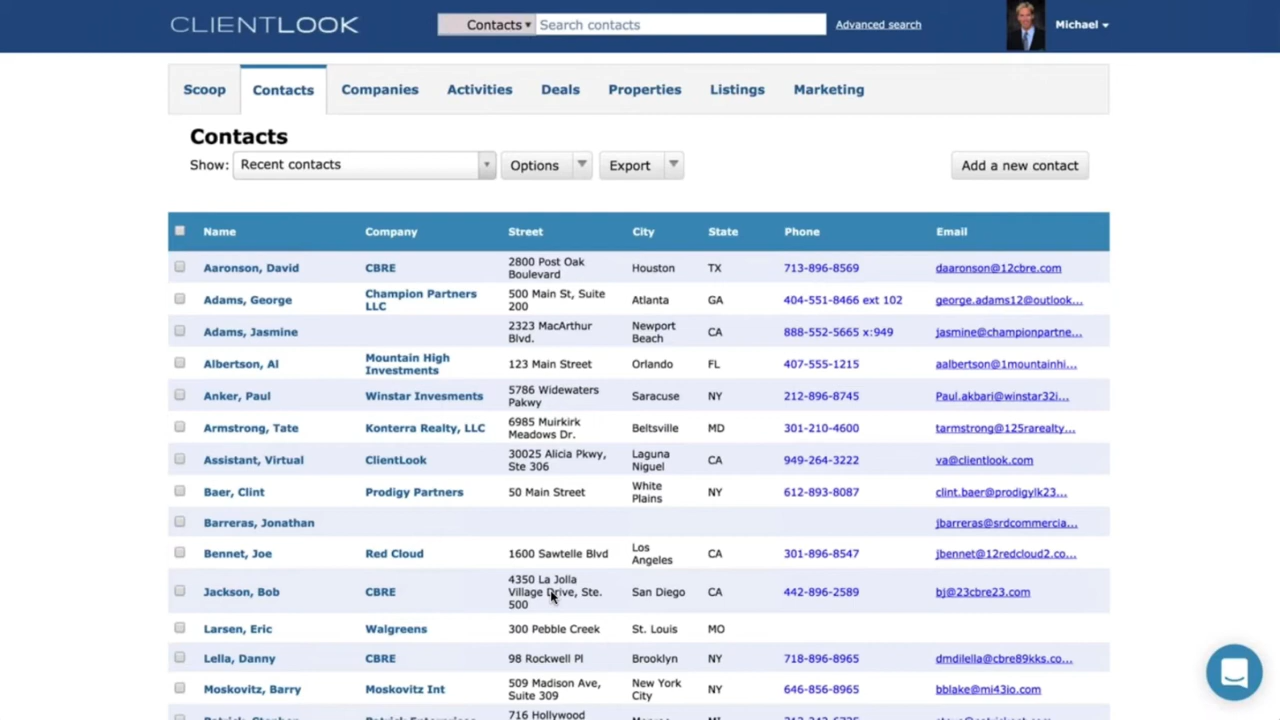 CLIENTLOOK
Contacts
Search contacts
Advanced search
Michael
Scoop
Contacts
Companies
Activities
Deals
Properties
Listings
Marketing
Contacts
Show:
Recent contacts
Options
Export
Add a new contact
Name Company Street City State Phone Email
Aaronson, David CBRE 2800 Post Oak Boulevard Houston TX 713-896-8569 daaronson@12cbre.com
Adams, George Champion Partners LLC 500 Main St, Suite 200 Atlanta GA 404-551-8466 ext 102 george.adams12@outlook...
Adams, Jasmine 2323 MacArthur Blvd. Newport Beach CA 888-552-5665 x:949 jasmine@championpartne...
Albertson, Al Mountain High Investments 123 Main Street Orlando FL 407-555-1215 aalbertson@1mountainhi...
Anker, Paul Winstar Invesments 5786 Widewaters Pakwy Saracuse NY 212-896-8745 Paul.akbari@winstar32i...
Armstrong, Tate Konterra Realty, LLC 6985 Muirkirk Meadows Dr. Beltsville MD 301-210-4600 tarmstrong@125rarealty...
Assistant, Virtual ClientLook 30025 Alicia Pkwy, Ste 306 Laguna Niguel CA 949-264-3222 va@clientlook.com
Baer, Clint Prodigy Partners 50 Main Street White Plains NY 612-893-8087 clint.baer@prodigylk23...
Barreras, Jonathan jbarreras@srdcommercia...
Bennet, Joe Red Cloud 1600 Sawtelle Blvd Los Angeles CA 301-896-8547 jbennet@12redcloud2.co...
Jackson, Bob CBRE 4350 La Jolla Village Drive, Ste. 500 San Diego CA 442-896-2589 bj@23cbre23.com
Larsen, Eric Walgreens 300 Pebble Creek St. Louis MO
Lella, Danny CBRE 98 Rockwell Pl Brooklyn NY 718-896-8965 dmdilella@cbre89kks.co...
Moskovitz, Barry Moskovitz Int 509 Madison Ave, Suite 309 New York City NY 646-856-8965 bblake@mi43io.com
716 Hollywood